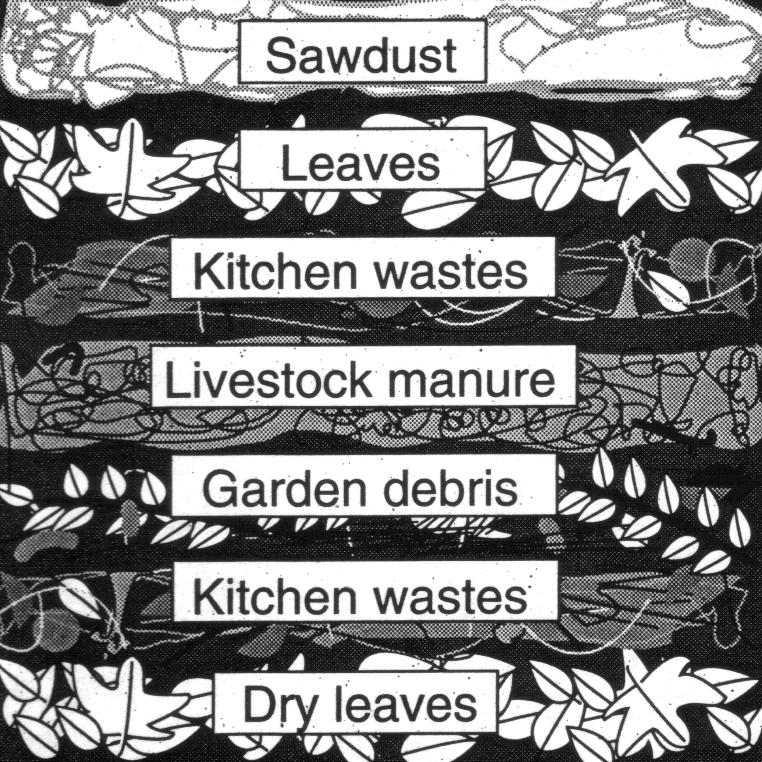 Sawdust
Leaves
Kitchen wastes
Livestock manure
Garden debris
Kitchen wastes
Dry leaves